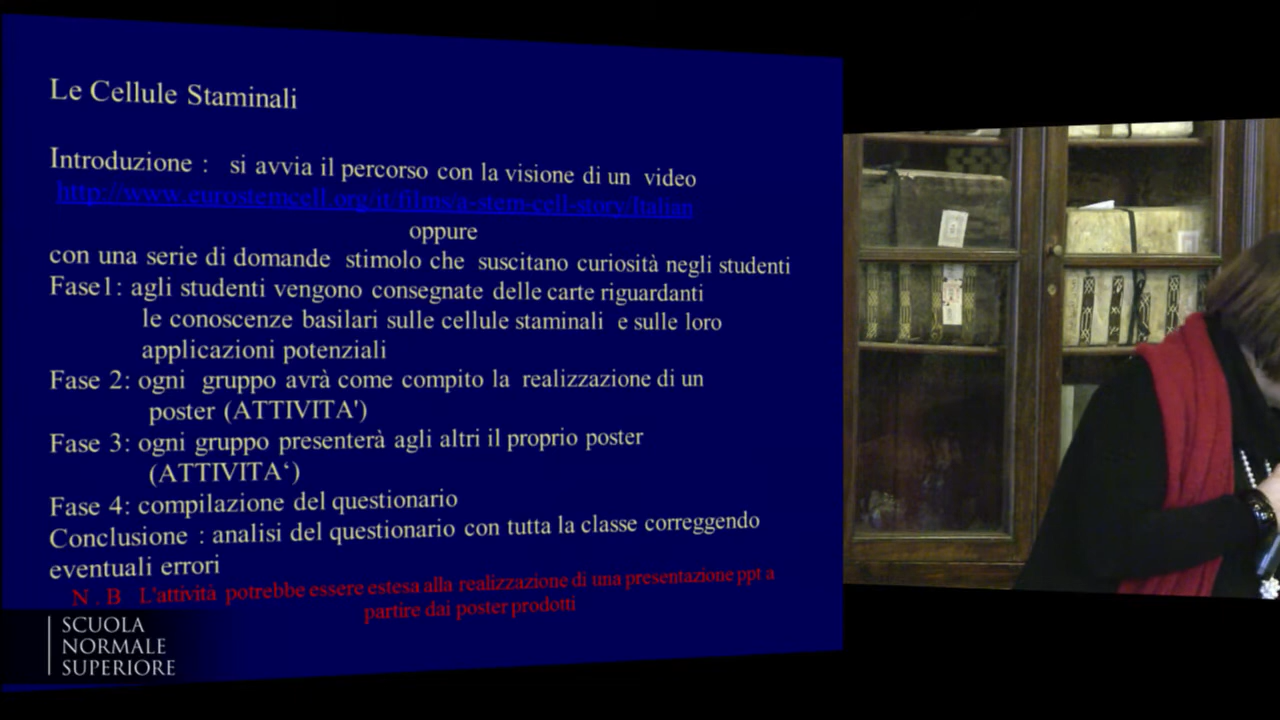 Le Cellule Staminali
Introduzione : si avvia il percorso con la visione di un video
http://www.eurostemcell.org/it/films/a-stem-cell-story/Italian
oppure
con una serie di domande stimolo che suscitano curiosità negli studenti
Fase1: agli studenti vengono consegnate delle carte riguardanti
le conoscenze basilari sulle cellule staminali e sulle loro
applicazioni potenziali
Fase 2: ogni gruppo avrà come compito la realizzazione di un
poster (ATTIVITA')
Fase 3: ogni gruppo presenterà agli altri il proprio poster
(ATTIVITA‘)
Fase 4: compilazione del questionario
Conclusione : analisi del questionario con tutta la classe correggendo
eventuali errori
N . B L'attività potrebbe essere estesa alla realizzazione di una presentazione ppt a
partire dai poster prodotti
SCUOLA
NORMALE
SUPERIORE